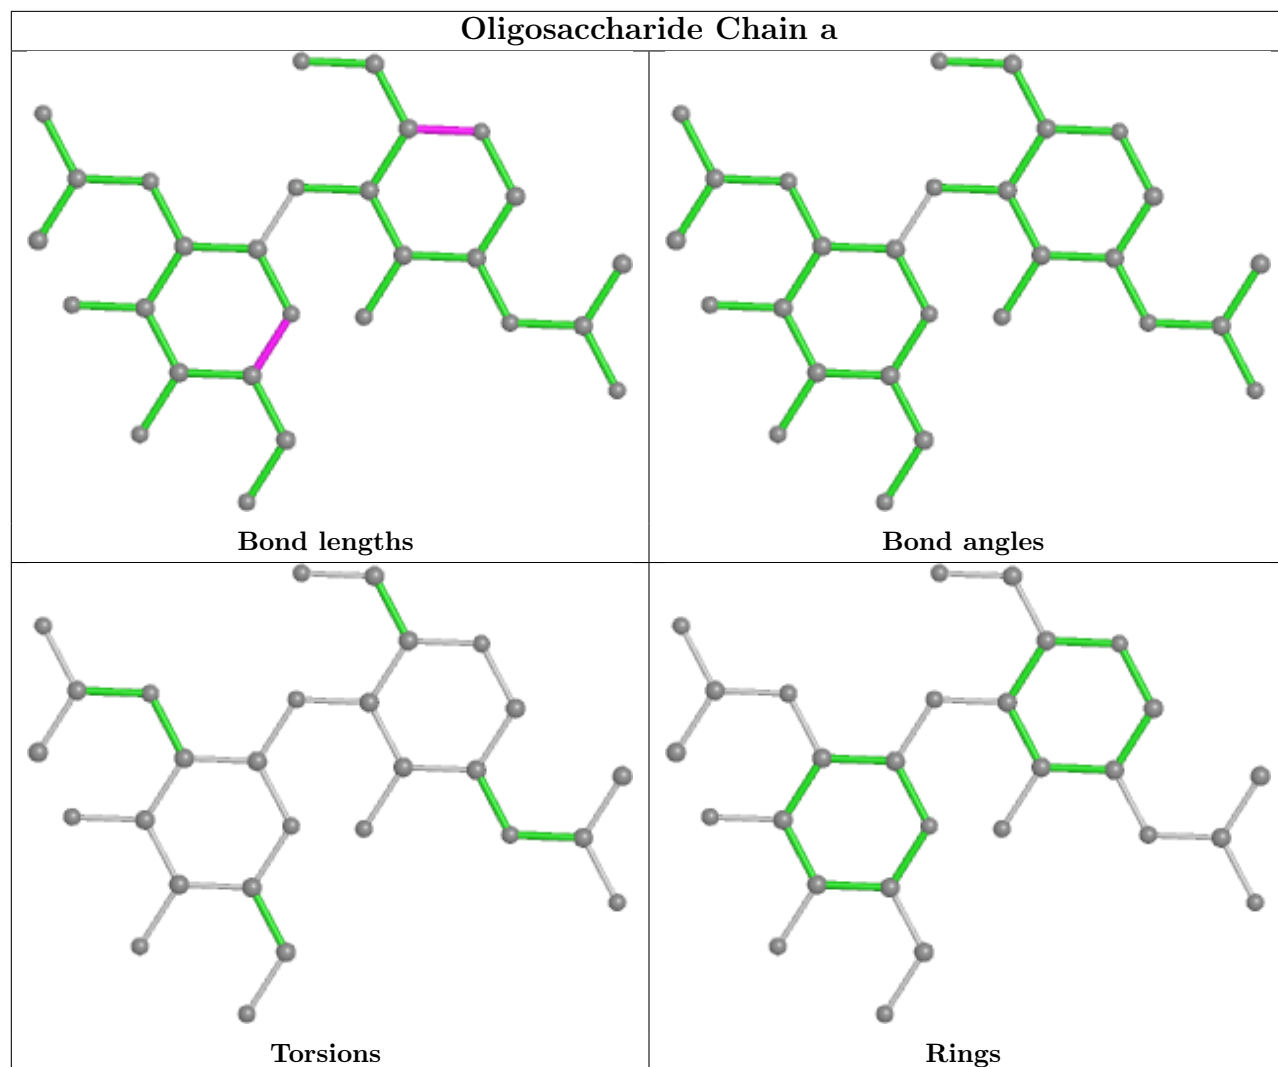 Oligosaccharide Chain a
Bond lengths
Bond angles
Torsions
Rings